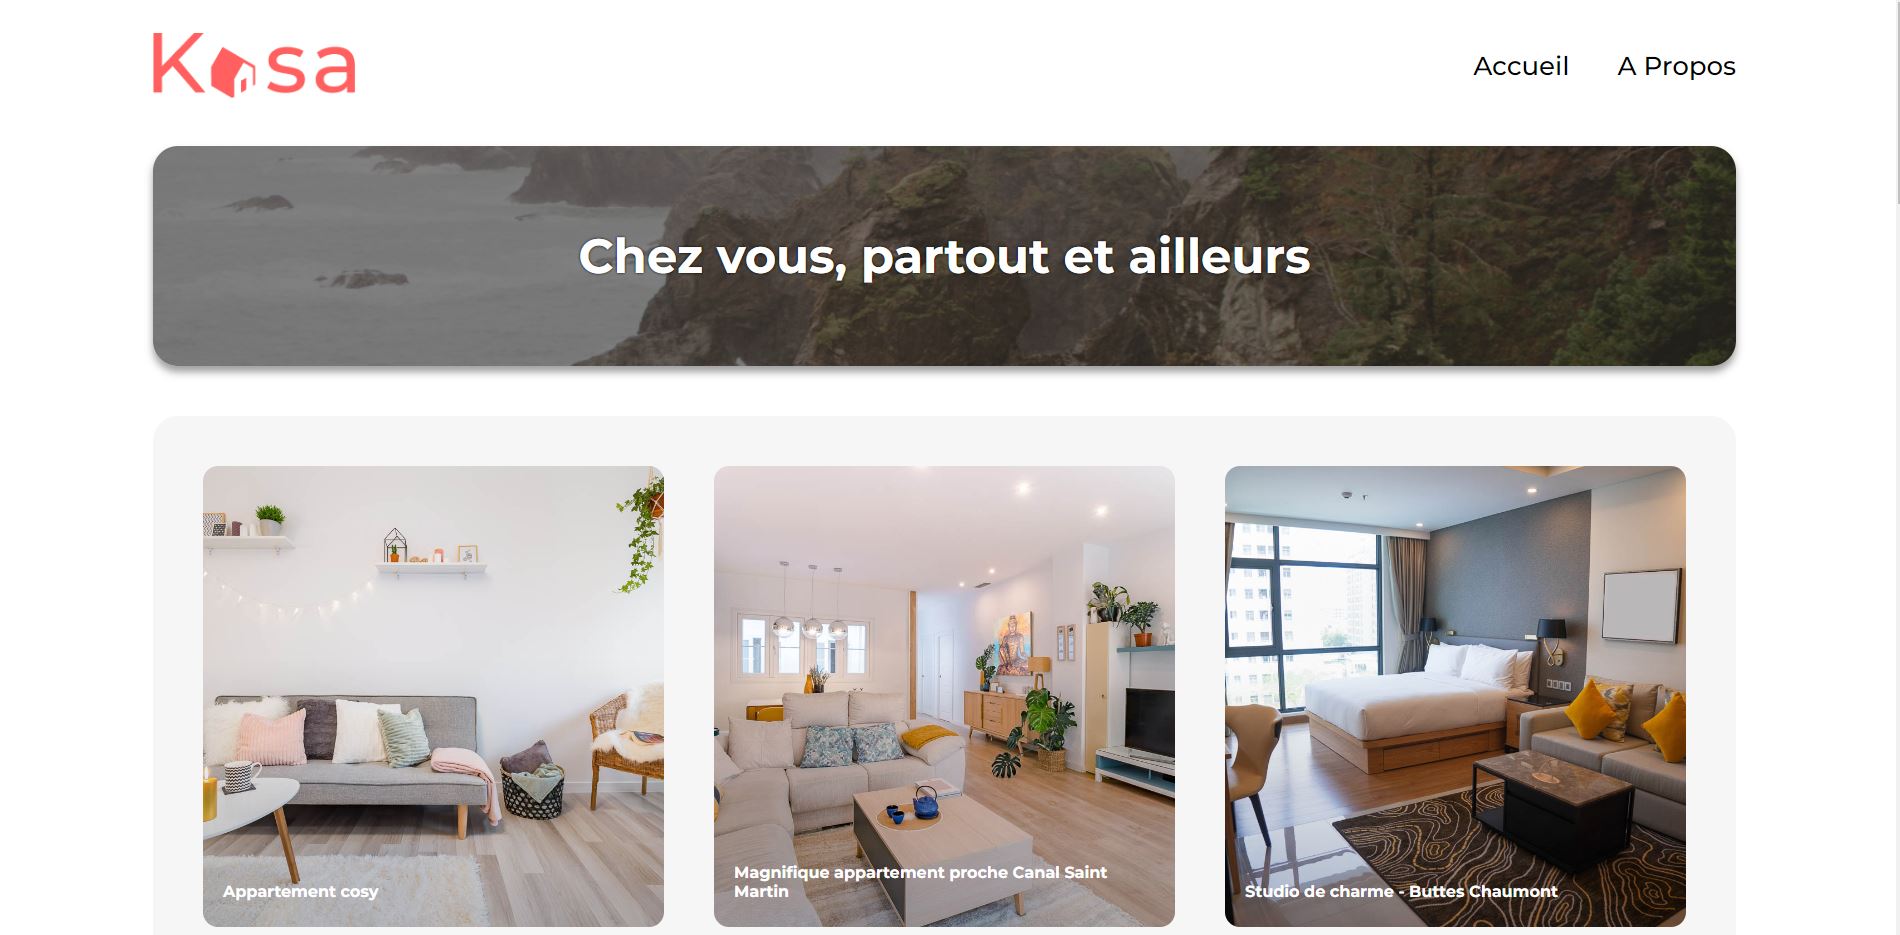 Kasa
Accueil
A Propos
Chez vous, partout et ailleurs
Appartement cosy
Magnifique appartement proche Canal Saint
Martin
Studio de charme - Buttes Chaumont